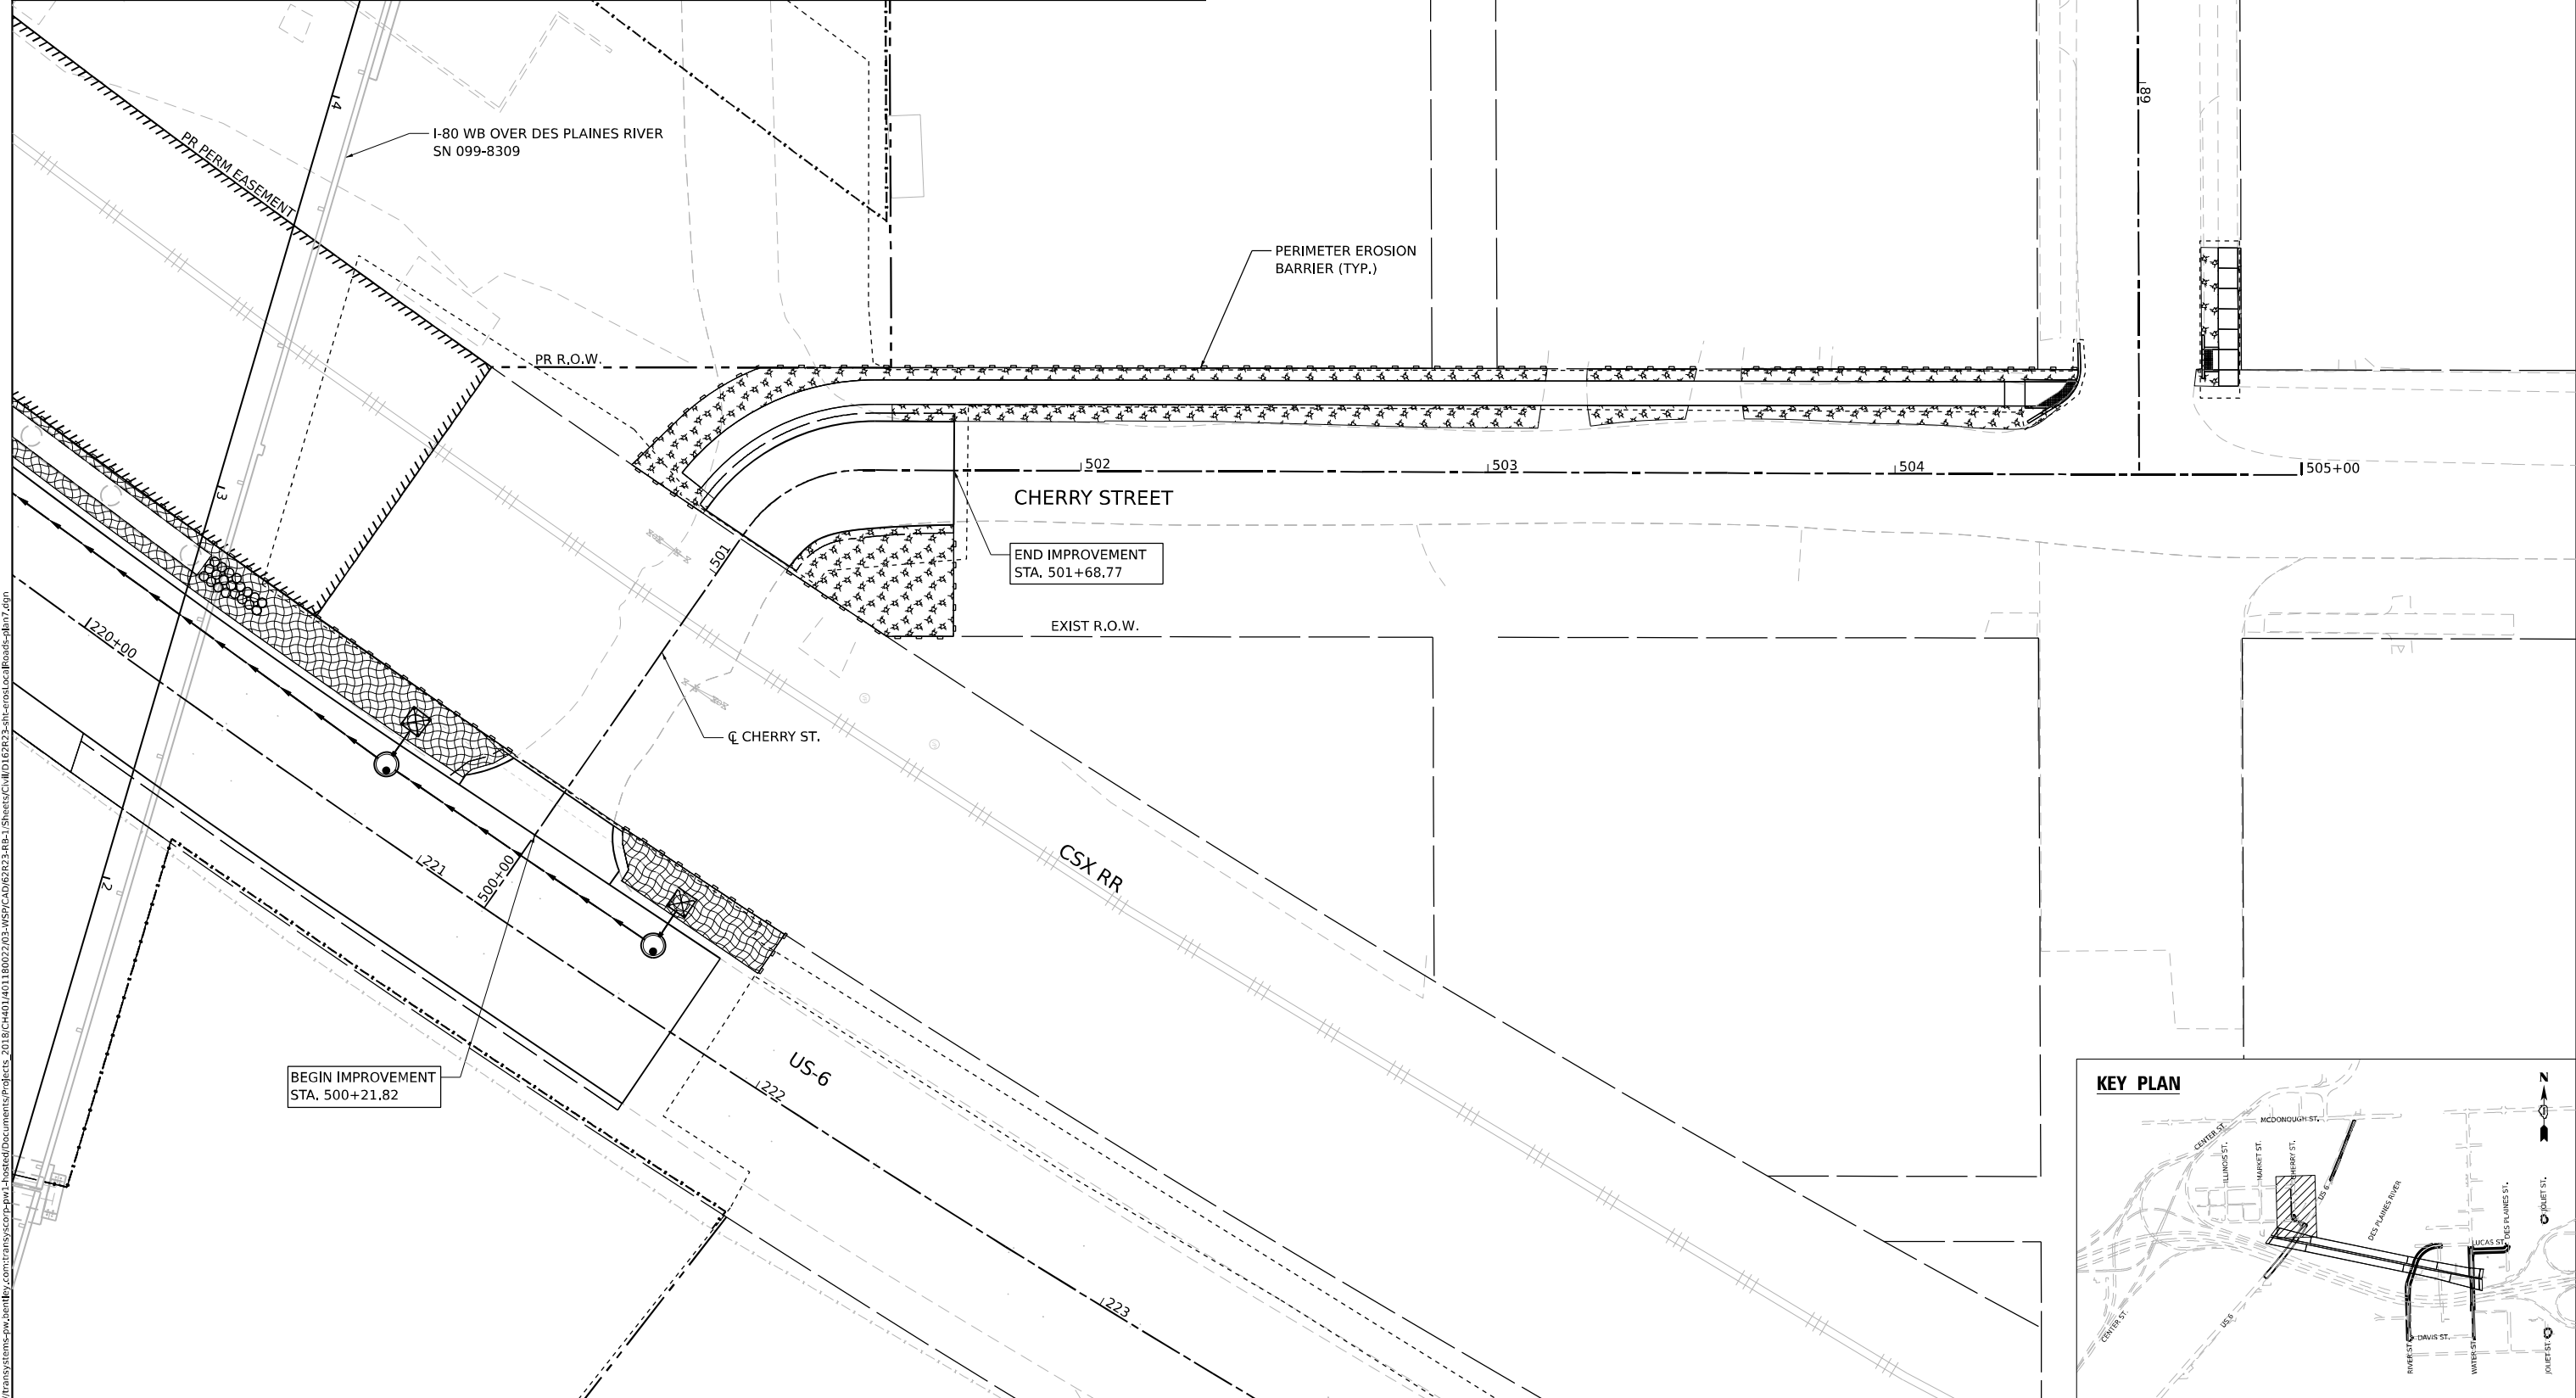 4
89
I-80 WB OVER DES PLAINES RIVER
SN 099-8309
PR PERM EASEMENT
PERIMETER EROSION
BARRIER (TYP.)
PR R.O.W.
502
503
504
505+00
CHERRY STREET
3
501
END IMPROVEMENT
STA. 501+68.77
EXIST R.O.W.
220+00
℄ CHERRY ST.
221
500+00
2
CSX RR
US-6
222
223
BEGIN IMPROVEMENT
STA. 500+21.82
KEY PLAN
N
MCDONOUGH ST.
CENTER ST.
ILLINOIS ST.
MARKET ST.
CHERRY ST.
US 6
DES PLAINES RIVER
DES PLAINES ST.
JOLIET ST.
LUCAS ST.
CENTER ST.
US 6
RIVER ST.
DAVIS ST.
WATER ST.
JOLIET ST.